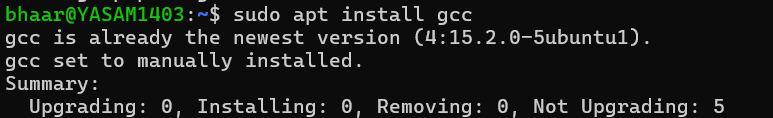 bhaar@YASAM1403:~$ sudo apt install gcc
gcc is already the newest version (4:15.2.0-5ubuntu1).
gcc set to manually installed.
Summary:
  Upgrading: 0, Installing: 0, Removing: 0, Not Upgrading: 5